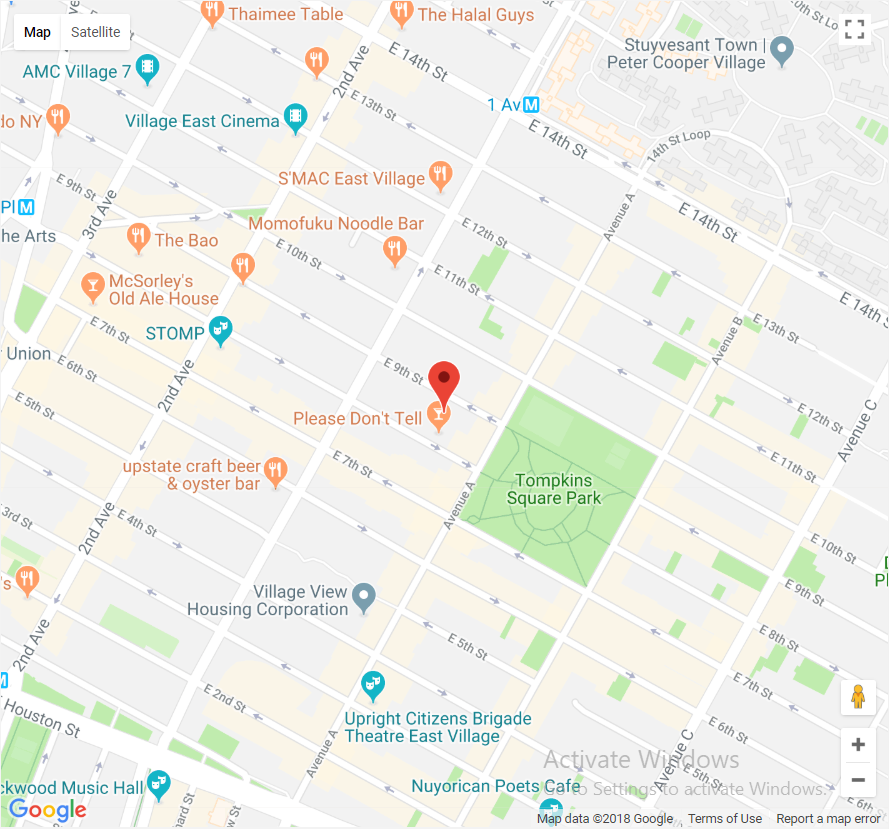 Map
Satellite
Thaimee Table
The Halal Guys
2nd Ave
E 14th St
Stuyvesant Town |
Peter Cooper Village
AMC Village 7
Village East Cinema
E 13th St
1 Av M
do NY
E 14th St
14th St Loop
E 9th St
S'MAC East Village
PI M
3rd Ave
Momofuku Noodle Bar
E 12th St
Avenue A
E 14th St
he Arts
The Bao
E 10th St
E 11th St
McSorley's
Old Ale House
E 14th St
E 7th St
STOMP
Avenue B
E 13th St
r Union
E 6th St
E 9th St
2nd Ave
E 5th St
Please Don't Tell
E 12th St
Avenue C
upstate craft beer
& oyster bar
E 7th St
E 11th St
Tompkins
Square Park
2nd Ave
3rd St
E 4th St
Avenue A
E 10th St
's
Village View
Housing Corporation
E 9th St
2nd Ave
E 5th St
E 8th St
E 2nd St
E 7th St
Houston St
Upright Citizens Brigade
Theatre East Village
E 6th St
Avenue A
Avenue C
Activate Windows
Go to Settings to activate Windows.
ckwood Music Hall
Nuyorican Poets Cafe
E 5th St
Google
Map data ©2018 Google
Terms of Use
Report a map error